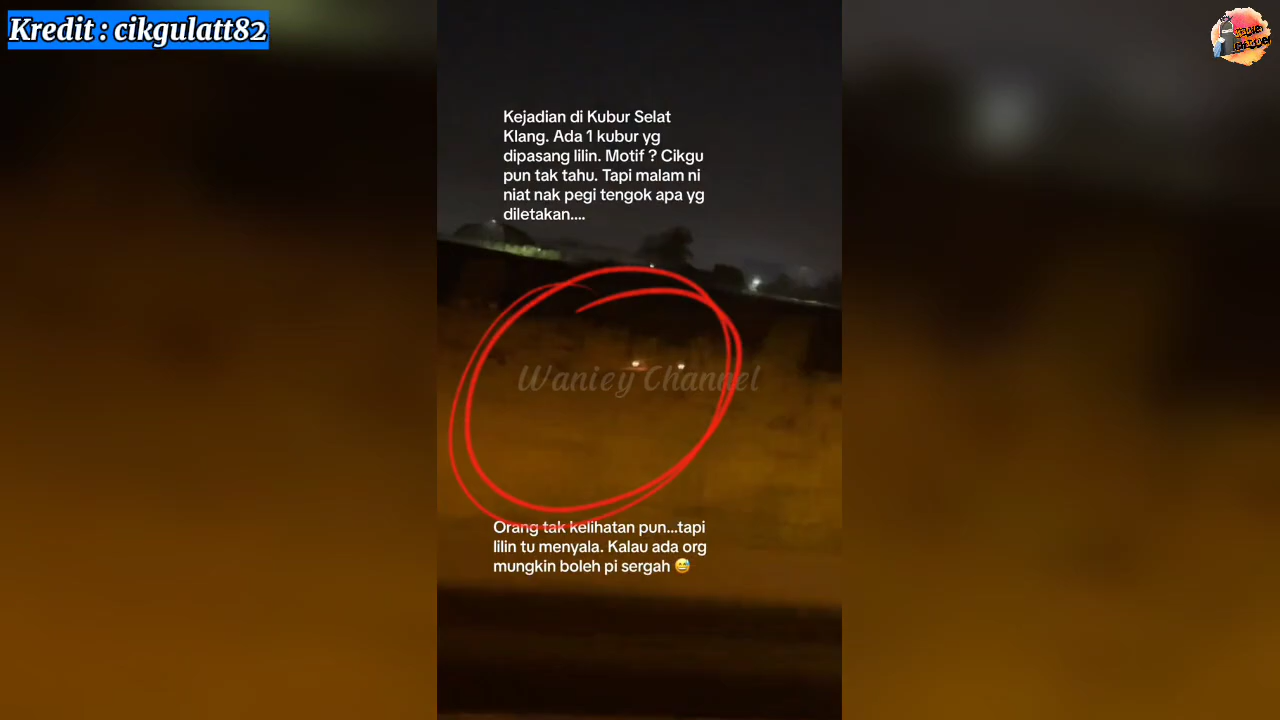 Kredit : cikgulatt82
Kejadian di Kubur Selat
Klang. Ada 1 kubur yg
dipasang lilin. Motif ? Cikgu
pun tak tahu. Tapi malam ni
niat nak pegi tengok apa yg
diletakan....
Waniey Channel
Orang tak kelihatan pun...tapi
lilin tu menyala. Kalau ada org
mungkin boleh pi sergah 😅